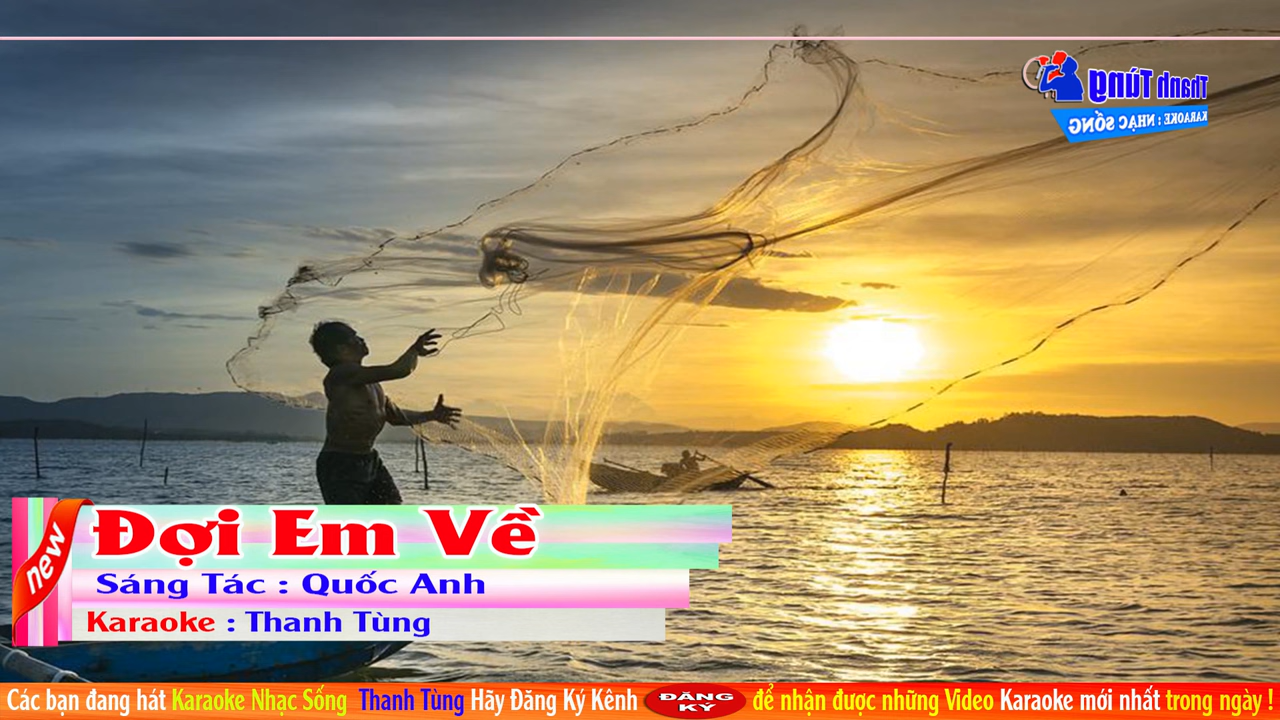 Thanh Tùng
KARAOKE : NHẠC SỐNG
new
Đợi Em Về
Sáng Tác : Quốc Anh
Karaoke : Thanh Tùng
Các bạn đang hát Karaoke Nhạc Sống Thanh Tùng Hãy Đăng Ký Kênh ĐĂNG KÝ để nhận được những Video Karaoke mới nhất trong ngày !